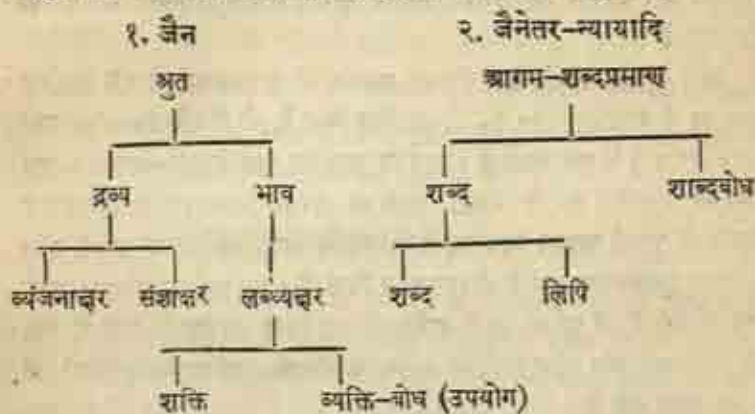 १. जैन २. जैनेतर-न्यायादि
श्रुत आगम-शब्दप्रमाण
द्रव्य भाव शब्द शाब्दबोध
व्यंजनाक्षर संज्ञाक्षर लब्ध्यक्षर शब्द लिपि
शक्ति व्यक्ति-बोध (उपयोग)